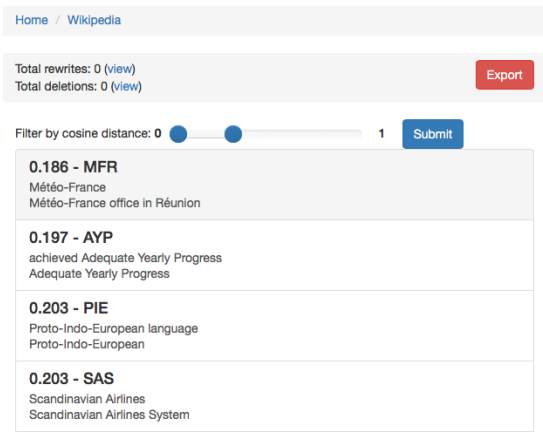 Home / Wikipedia
Total rewrites: 0 (view)
Total deletions: 0 (view)
Export
Filter by cosine distance: 0 1 Submit
0.186 - MFR
Météo-France
Météo-France office in Réunion
0.197 - AYP
achieved Adequate Yearly Progress
Adequate Yearly Progress
0.203 - PIE
Proto-Indo-European language
Proto-Indo-European
0.203 - SAS
Scandinavian Airlines
Scandinavian Airlines System